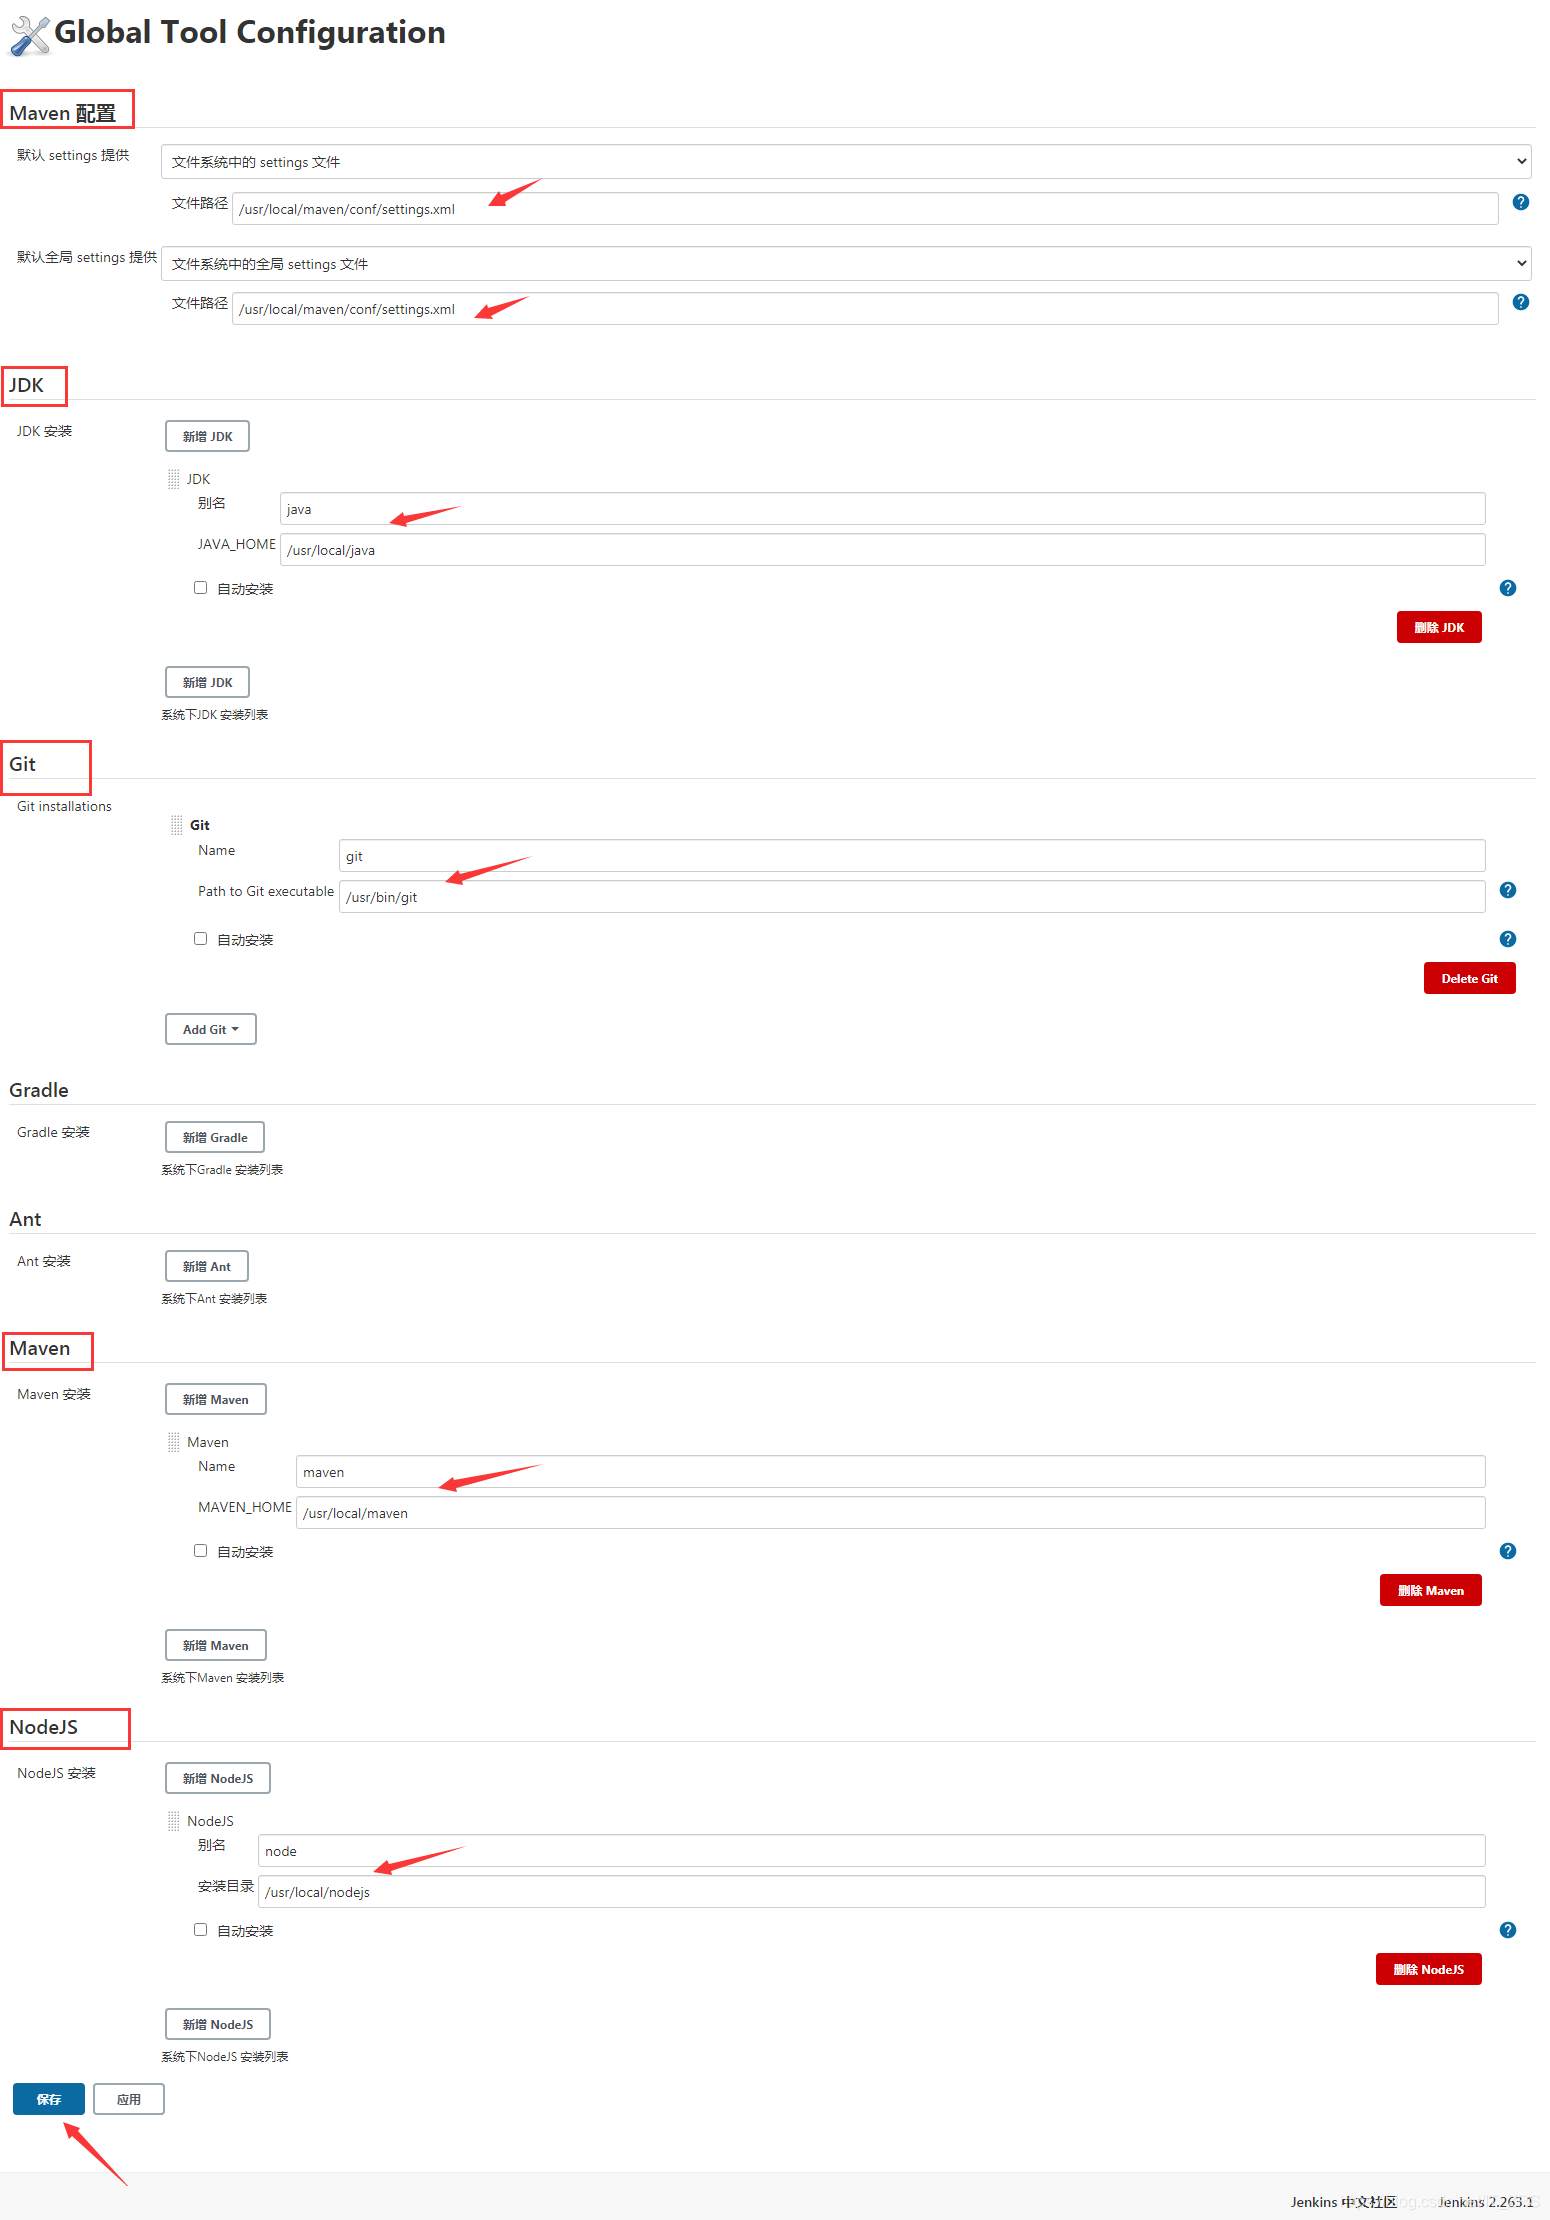 Global Tool Configuration
Maven 配置
默认 settings 提供
文件系统中的 settings 文件
文件路径
/usr/local/maven/conf/settings.xml
默认全局 settings 提供
文件系统中的全局 settings 文件
文件路径
/usr/local/maven/conf/settings.xml
JDK
JDK 安装
新增 JDK
JDK
别名
java
JAVA_HOME
/usr/local/java
自动安装
删除 JDK
新增 JDK
系统下JDK 安装列表
Git
Git installations
Git
Name
git
Path to Git executable
/usr/bin/git
自动安装
Delete Git
Add Git
Gradle
Gradle 安装
新增 Gradle
系统下Gradle 安装列表
Ant
Ant 安装
新增 Ant
系统下Ant 安装列表
Maven
Maven 安装
新增 Maven
Maven
Name
maven
MAVEN_HOME
/usr/local/maven
自动安装
删除 Maven
新增 Maven
系统下Maven 安装列表
NodeJS
NodeJS 安装
新增 NodeJS
NodeJS
别名
node
安装目录
/usr/local/nodejs
自动安装
删除 NodeJS
新增 NodeJS
系统下NodeJS 安装列表
保存 应用
Jenkins 中文社区 Jenkins 2.263.1